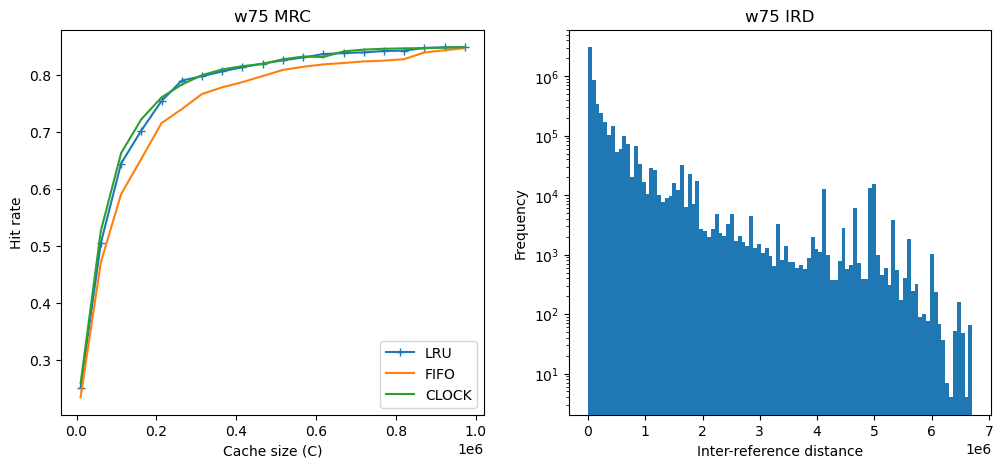 w75 MRC
Hit rate
0.8
0.7
0.6
0.5
0.4
0.3
0.0 0.2 0.4 0.6 0.8 1.0
1e6
Cache size (C)
LRU
FIFO
CLOCK
w75 IRD
Frequency
10^6
10^5
10^4
10^3
10^2
10^1
0 1 2 3 4 5 6 7
1e6
Inter-reference distance